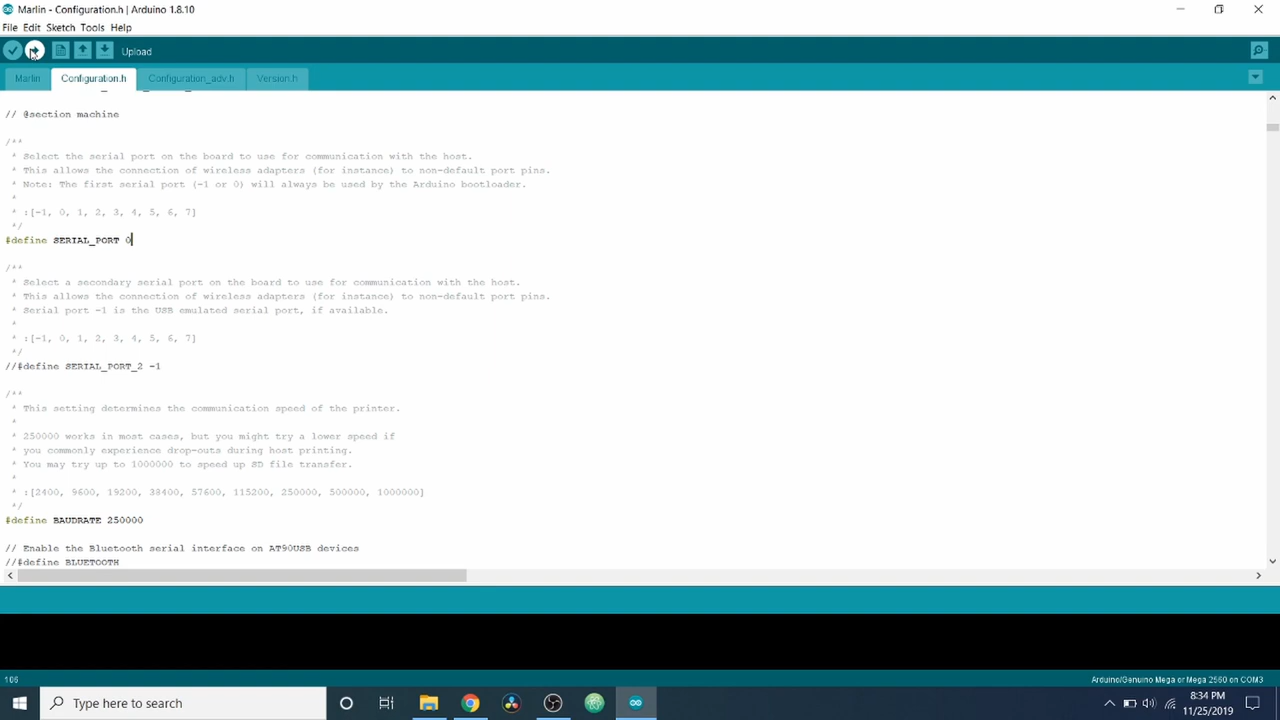 Marlin - Configuration.h | Arduino 1.8.10
File Edit Sketch Tools Help
Upload
Marlin Configuration.h Configuration_adv.h Version.h
// @section machine
/**
* Select the serial port on the board to use for communication with the host.
* This allows the connection of wireless adapters (for instance) to non-default port pins.
* Note: The first serial port (-1 or 0) will always be used by the Arduino bootloader.
*
* :[-1, 0, 1, 2, 3, 4, 5, 6, 7]
*/
#define SERIAL_PORT 0
/**
* Select a secondary serial port on the board to use for communication with the host.
* This allows the connection of wireless adapters (for instance) to non-default port pins.
* Serial port -1 is the USB emulated serial port, if available.
*
* :[-1, 0, 1, 2, 3, 4, 5, 6, 7]
*/
//#define SERIAL_PORT_2 -1
/**
* This setting determines the communication speed of the printer.
*
* 250000 works in most cases, but you might try a lower speed if
* you commonly experience drop-outs during host printing.
* You may try up to 1000000 to speed up SD file transfer.
*
* :[2400, 9600, 19200, 38400, 57600, 115200, 250000, 500000, 1000000]
*/
#define BAUDRATE 250000
// Enable the Bluetooth serial interface on AT90USB devices
//#define BLUETOOTH
106
Arduino/Genuino Mega or Mega 2560 on COM3
Type here to search
8:34 PM
11/25/2019